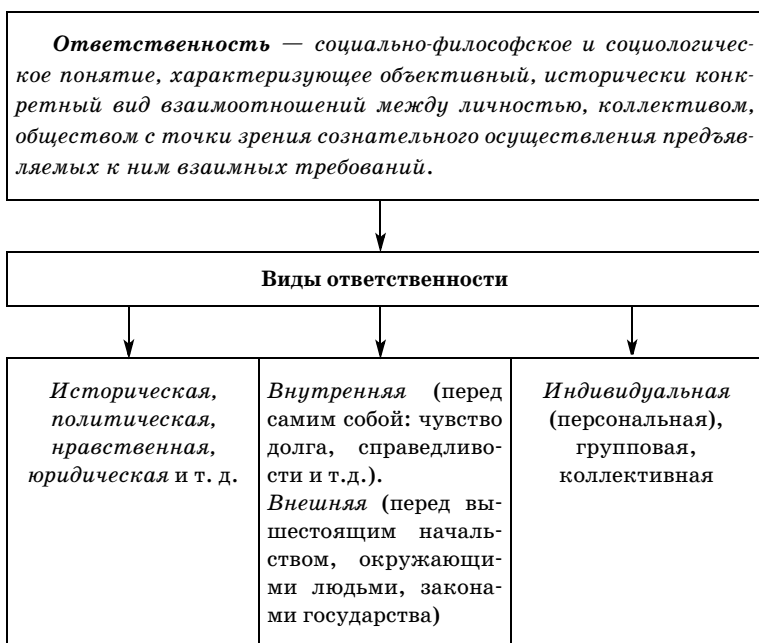 Ответственность — социально-философское и социологичес-
кое понятие, характеризующее объективный, исторически конк-
ретный вид взаимоотношений между личностью, коллективом,
обществом с точки зрения сознательного осуществления предъяв-
ляемых к ним взаимных требований.
Виды ответственности
Историческая,
политическая,
нравственная,
юридическая и т. д.
Внутренняя (перед
самим собой: чувство
долга, справедливо-
сти и т.д.).
Внешняя (перед вы-
шестоящим началь-
ством, окружающи-
ми людьми, закона-
ми государства)
Индивидуальная
(персональная),
групповая,
коллективная